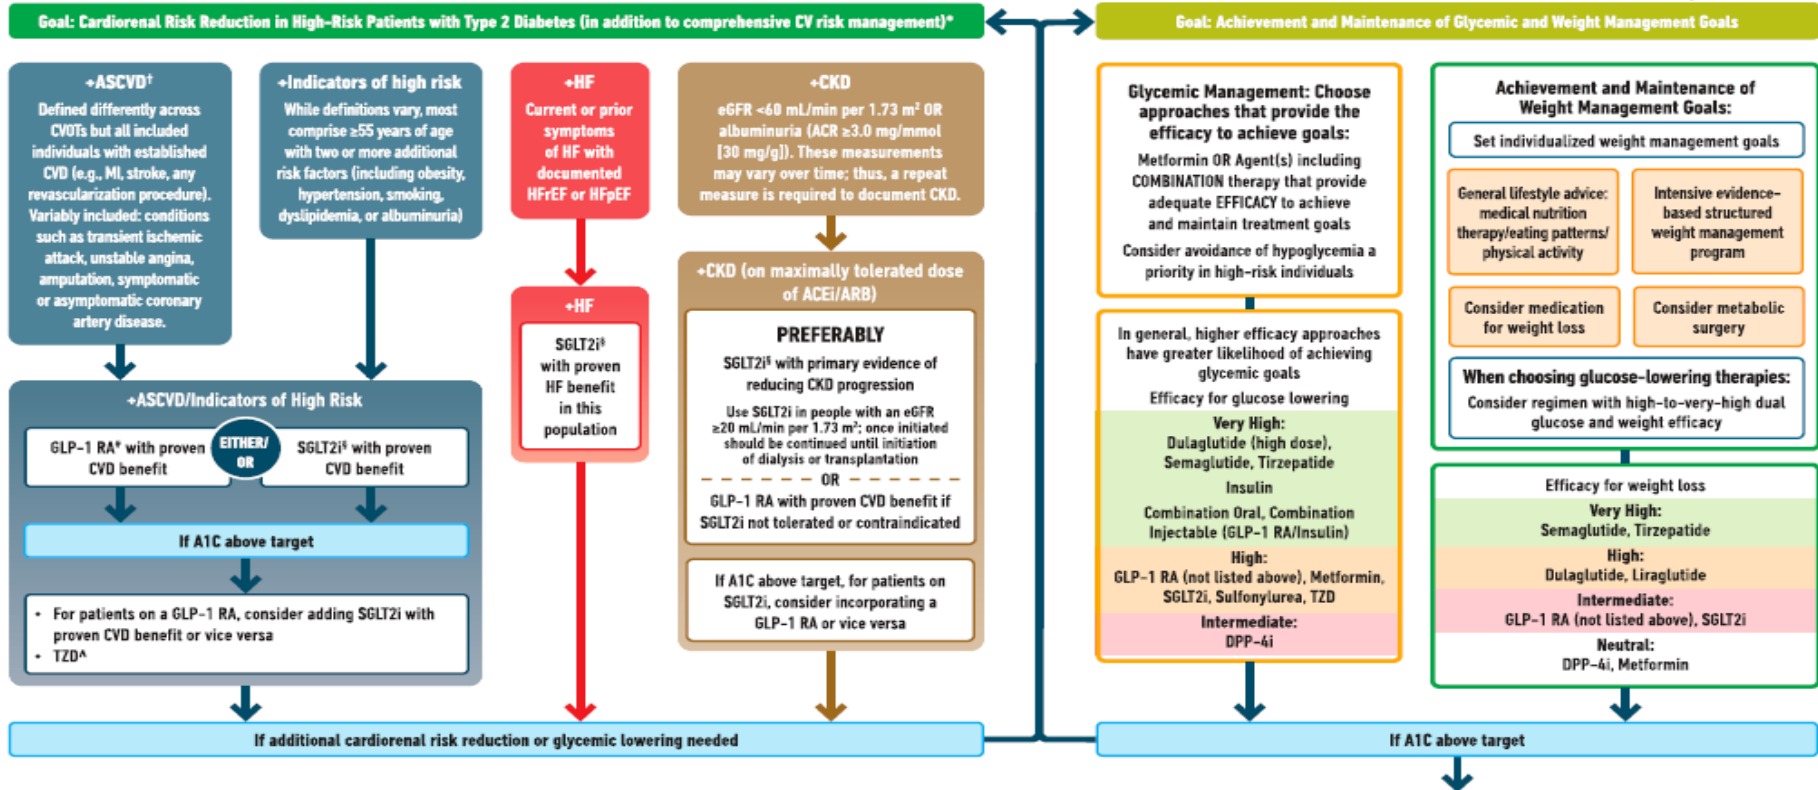 Goal: Cardiorenal Risk Reduction in High-Risk Patients with Type 2 Diabetes (in addition to comprehensive CV risk management)*
+ASCVD†
Defined differently across
CVOTs but all included
individuals with established
CVD (e.g., MI, stroke, any
revascularization procedure).
Variably included: conditions
such as transient ischemic
attack, unstable angina,
amputation, symptomatic
or asymptomatic coronary
artery disease.
+Indicators of high risk
While definitions vary, most
comprise ≥55 years of age
with two or more additional
risk factors (including obesity,
hypertension, smoking,
dyslipidemia, or albuminuria)
+ASCVD/Indicators of High Risk
GLP-1 RA* with proven
CVD benefit
EITHER/
OR
SGLT2i§ with proven
CVD benefit
If A1C above target
• For patients on a GLP-1 RA, consider adding SGLT2i with
proven CVD benefit or vice versa
• TZD^
+HF
Current or prior
symptoms
of HF with
documented
HFrEF or HFpEF
+HF
SGLT2i§
with proven
HF benefit
in this
population
+CKD
eGFR <60 mL/min per 1.73 m² OR
albuminuria (ACR ≥3.0 mg/mmol
[30 mg/g]). These measurements
may vary over time; thus, a repeat
measure is required to document CKD.
+CKD (on maximally tolerated dose
of ACEi/ARB)
PREFERABLY
SGLT2i§ with primary evidence of
reducing CKD progression
Use SGLT2i in people with an eGFR
≥20 mL/min per 1.73 m²; once initiated
should be continued until initiation
of dialysis or transplantation
OR
GLP-1 RA with proven CVD benefit if
SGLT2i not tolerated or contraindicated
If A1C above target, for patients on
SGLT2i, consider incorporating a
GLP-1 RA or vice versa
If additional cardiorenal risk reduction or glycemic lowering needed
Goal: Achievement and Maintenance of Glycemic and Weight Management Goals
Glycemic Management: Choose
approaches that provide the
efficacy to achieve goals:
Metformin OR Agent(s) including
COMBINATION therapy that provide
adequate EFFICACY to achieve
and maintain treatment goals
Consider avoidance of hypoglycemia a
priority in high-risk individuals
In general, higher efficacy approaches
have greater likelihood of achieving
glycemic goals
Efficacy for glucose lowering
Very High:
Dulaglutide (high dose),
Semaglutide, Tirzepatide
Insulin
Combination Oral, Combination
Injectable (GLP-1 RA/Insulin)
High:
GLP-1 RA (not listed above), Metformin,
SGLT2i, Sulfonylurea, TZD
Intermediate:
DPP-4i
Achievement and Maintenance of
Weight Management Goals:
Set individualized weight management goals
General lifestyle advice:
medical nutrition
therapy/eating patterns/
physical activity
Intensive evidence-
based structured
weight management
program
Consider medication
for weight loss
Consider metabolic
surgery
When choosing glucose-lowering therapies:
Consider regimen with high-to-very-high dual
glucose and weight efficacy
Efficacy for weight loss
Very High:
Semaglutide, Tirzepatide
High:
Dulaglutide, Liraglutide
Intermediate:
GLP-1 RA (not listed above), SGLT2i
Neutral:
DPP-4i, Metformin
If A1C above target